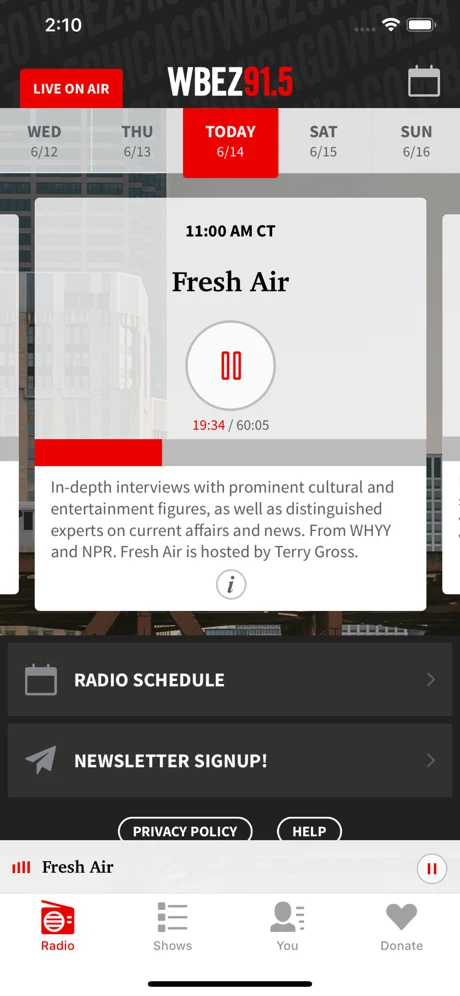 2:10
LIVE ON AIR
WBEZ91.5
WED
6/12
THU
6/13
TODAY
6/14
SAT
6/15
SUN
6/16
11:00 AM CT
Fresh Air
19:34 / 60:05
In-depth interviews with prominent cultural and
entertainment figures, as well as distinguished
experts on current affairs and news. From WHYY
and NPR. Fresh Air is hosted by Terry Gross.
i
RADIO SCHEDULE
NEWSLETTER SIGNUP!
PRIVACY POLICY
HELP
Fresh Air
Radio
Shows
You
Donate